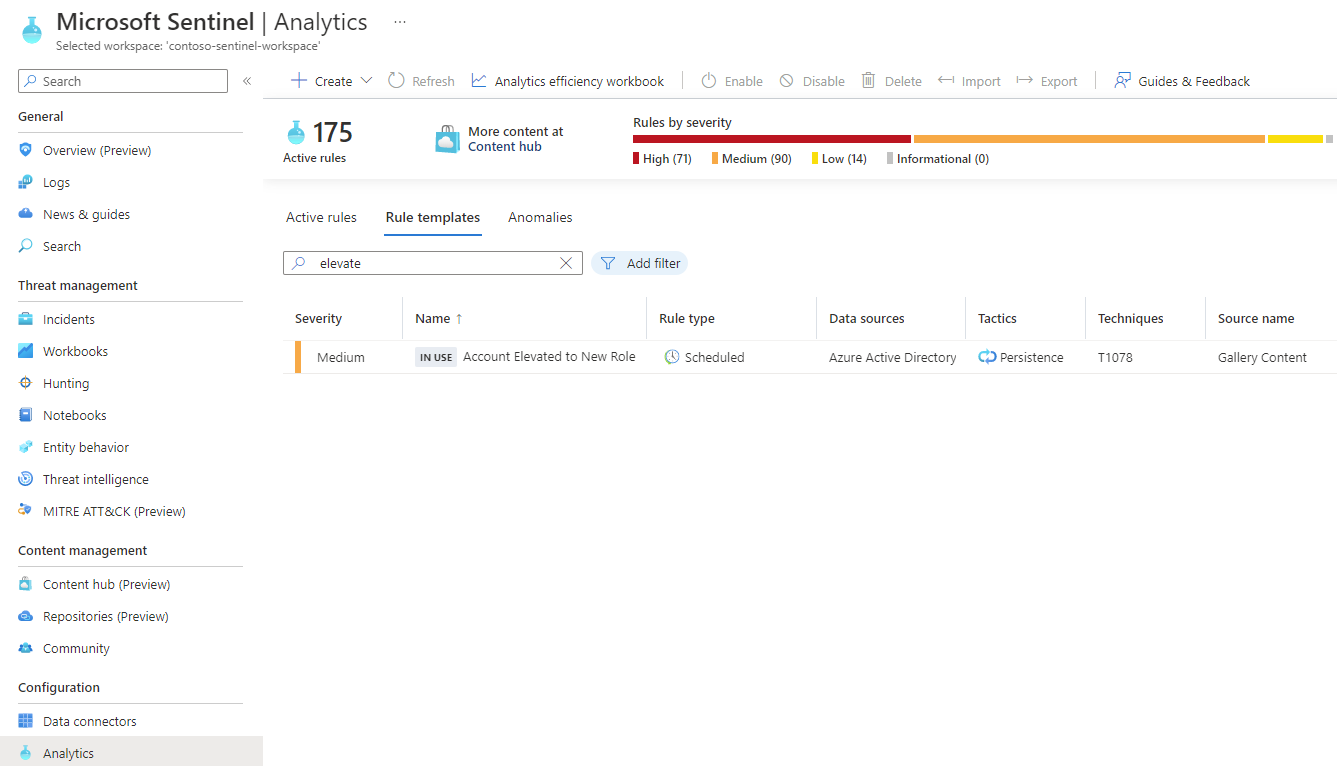 Microsoft Sentinel | Analytics ...
Selected workspace: 'contoso-sentinel-workspace'
Search «
General
Overview (Preview)
Logs
News & guides
Search
Threat management
Incidents
Workbooks
Hunting
Notebooks
Entity behavior
Threat intelligence
MITRE ATT&CK (Preview)
Content management
Content hub (Preview)
Repositories (Preview)
Community
Configuration
Data connectors
Analytics
Create Refresh Analytics efficiency workbook Enable Disable Delete Import Export Guides & Feedback
175
Active rules
More content at
Content hub
Rules by severity
High (71) Medium (90) Low (14) Informational (0)
Active rules Rule templates Anomalies
elevate Add filter
Severity Name ↑ Rule type Data sources Tactics Techniques Source name
Medium IN USE Account Elevated to New Role Scheduled Azure Active Directory Persistence T1078 Gallery Content